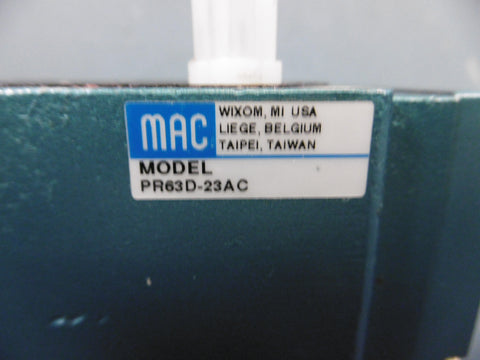 MAC
WIXOM, MI USA
LIEGE, BELGIUM
TAIPEI, TAIWAN
MODEL
PR63D-23AC